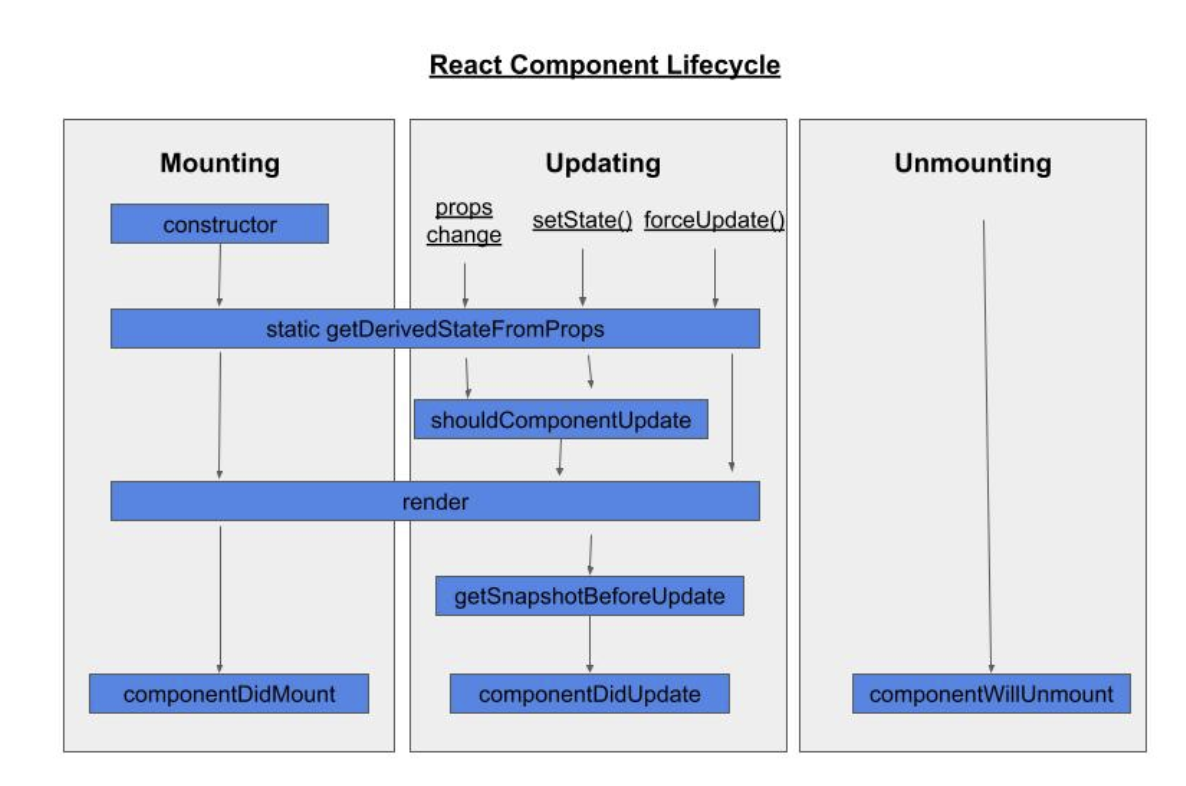 React Component Lifecycle
Mounting
constructor
Updating
props
change
setState()
forceUpdate()
static getDerivedStateFromProps
shouldComponentUpdate
render
getSnapshotBeforeUpdate
componentDidMount
componentDidUpdate
Unmounting
componentWillUnmount